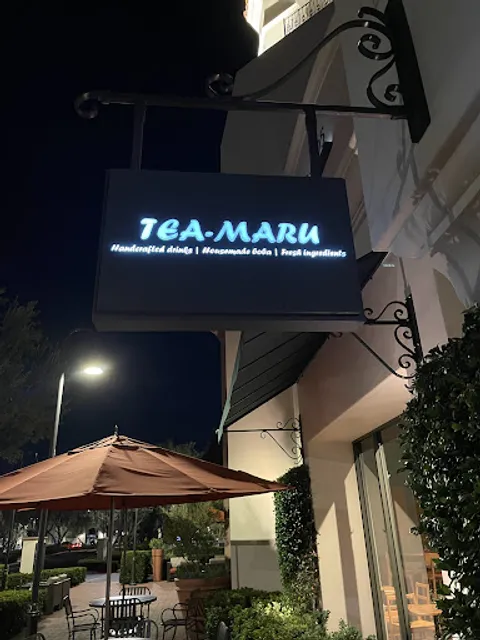 TEA-MARU
Handcrafted drinks | Housemade boba | Fresh ingredients